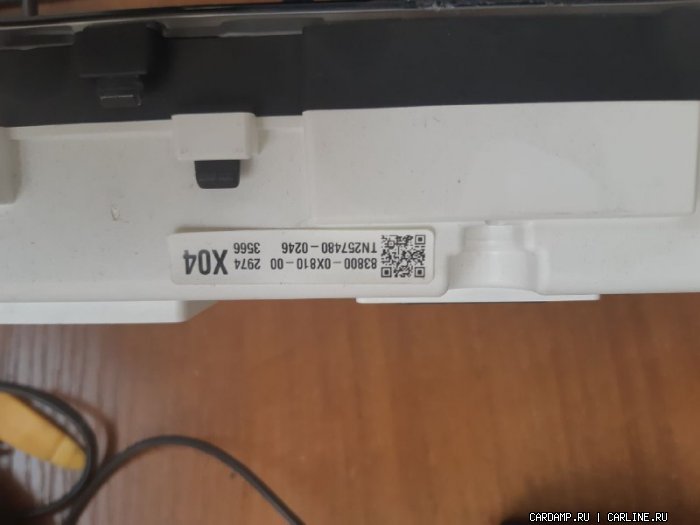 83800-0X810-00 2974
TN257480-0246 3566
X04
CARDAMP.RU | CARLINE.RU